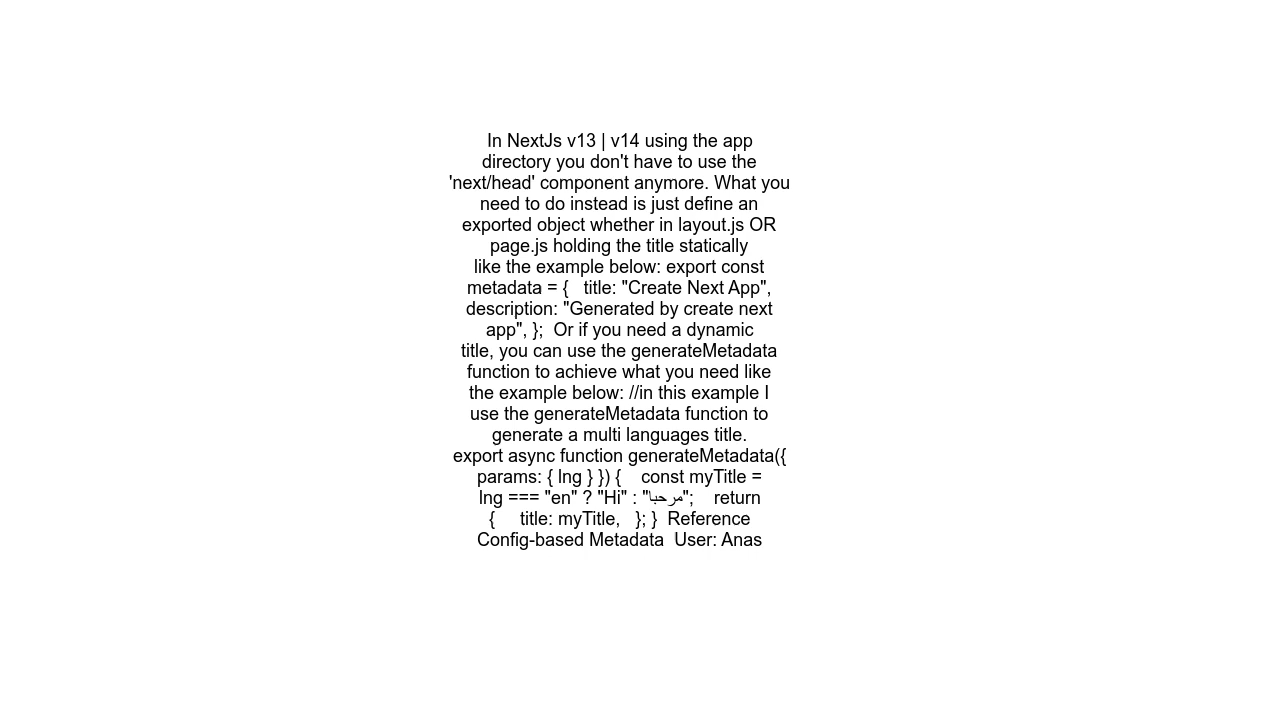 In NextJs v13 | v14 using the app
directory you don't have to use the
'next/head' component anymore. What you
need to do instead is just define an
exported object whether in layout.js OR
page.js holding the title statically
like the example below: export const
metadata = {   title: "Create Next App",
description: "Generated by create next
app", };  Or if you need a dynamic
title, you can use the generateMetadata
function to achieve what you need like
the example below: //in this example I
use the generateMetadata function to
generate a multi languages title.
export async function generateMetadata({
params: { lng } }) {    const myTitle =
lng === "en" ? "Hi" : "مرحبا";    return
{     title: myTitle,   }; }  Reference
Config-based Metadata  User: Anas